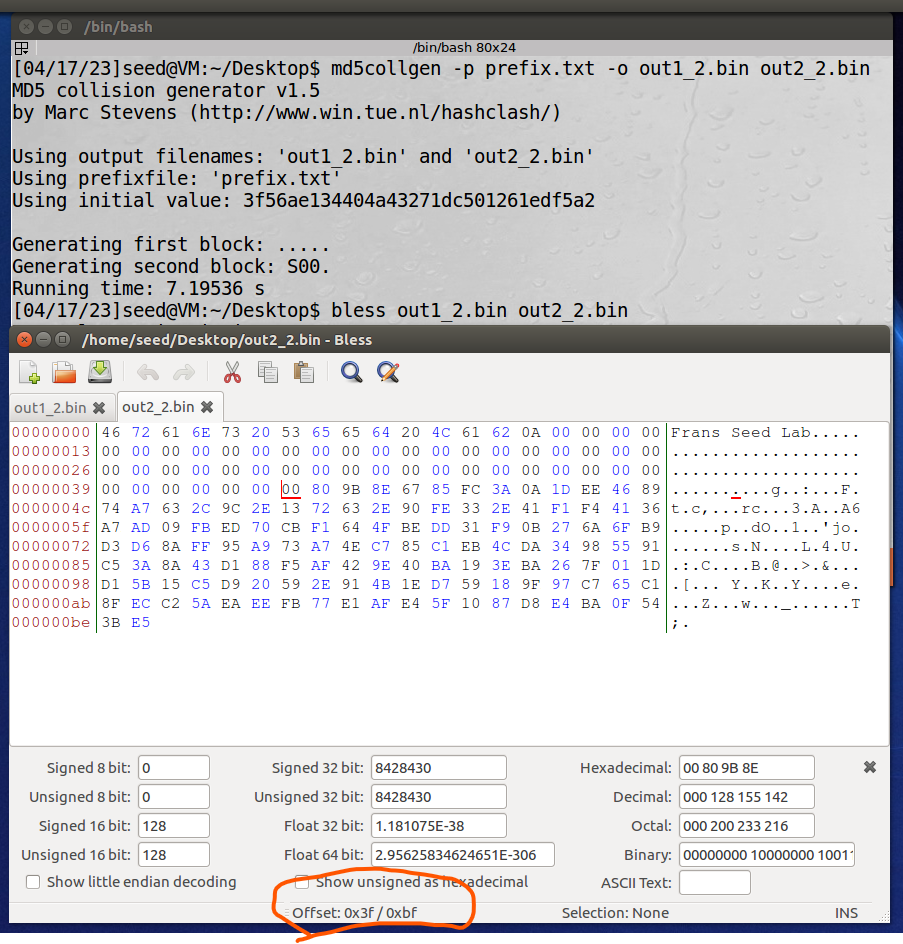 /bin/bash
/bin/bash 80x24
[04/17/23]seed@VM:~/Desktop$ md5collgen -p prefix.txt -o out1_2.bin out2_2.bin
MD5 collision generator v1.5
by Marc Stevens (http://www.win.tue.nl/hashclash/)
Using output filenames: 'out1_2.bin' and 'out2_2.bin'
Using prefixfile: 'prefix.txt'
Using initial value: 3f56ae134404a43271dc501261edf5a2
Generating first block: .....
Generating second block: S00.
Running time: 7.19536 s
[04/17/23]seed@VM:~/Desktop$ bless out1_2.bin out2_2.bin
/home/seed/Desktop/out2_2.bin - Bless
out1_2.bin out2_2.bin
00000000 46 72 61 6E 73 20 53 65 65 64 20 4C 61 62 0A 00 00 00 00 Frans Seed Lab.....
00000013 00 00 00 00 00 00 00 00 00 00 00 00 00 00 00 00 00 00 00 ...................
00000026 00 00 00 00 00 00 00 00 00 00 00 00 00 00 00 00 00 00 00 ...................
00000039 00 00 00 00 00 00 00 80 9B 8E 67 85 FC 3A 0A 1D EE 46 89 ..........g..:...F.
0000004c 74 A7 63 2C 9C 2E 13 72 63 2E 90 FE 33 2E 41 F1 F4 41 36 t.c,...rc...3.A..A6
0000005f A7 AD 09 FB ED 70 CB F1 64 4F BE DD 31 F9 0B 27 6A 6F B9 .....p..dO..1..'jo.
00000072 D3 D6 8A FF 95 A9 73 A7 4E C7 85 C1 EB 4C DA 34 98 55 91 ......s.N....L.4.U.
00000085 C5 3A 8A 43 D1 88 F5 AF 42 9E 40 BA 19 3E BA 26 7F 01 1D .:.C....B.@..>.&...
00000098 D1 5B 15 C5 D9 20 59 2E 91 4B 1E D7 59 18 9F 97 C7 65 C1 .[... Y..K..Y....e.
000000ab 8F EC C2 5A EA EE FB 77 E1 AF E4 5F 10 87 D8 E4 BA 0F 54 ...Z...w..._......T
000000be 3B E5 ;.
Signed 8 bit: 0 Signed 32 bit: 8428430 Hexadecimal: 00 80 9B 8E
Unsigned 8 bit: 0 Unsigned 32 bit: 8428430 Decimal: 000 128 155 142
Signed 16 bit: 128 Float 32 bit: 1.181075E-38 Octal: 000 200 233 216
Unsigned 16 bit: 128 Float 64 bit: 2.95625834624651E-306 Binary: 00000000 10000000 10011
Show little endian decoding Show unsigned as hexadecimal ASCII Text:
Offset: 0x3f / 0xbf Selection: None INS